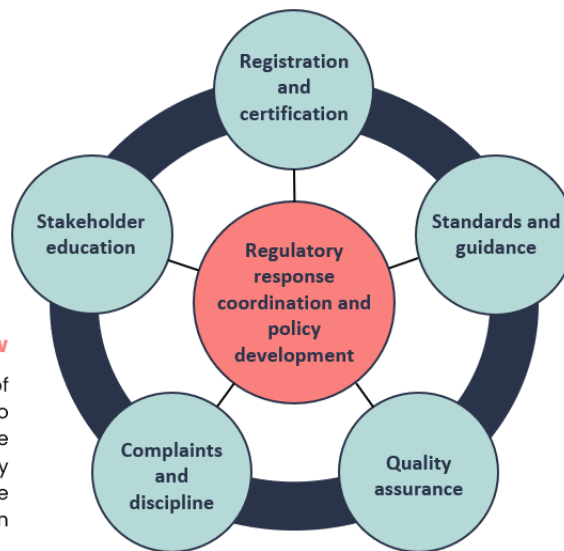 Registration
and
certification
Stakeholder
education
Standards and
guidance
Regulatory
response
coordination and
policy
development
Complaints
and
discipline
Quality
assurance
of